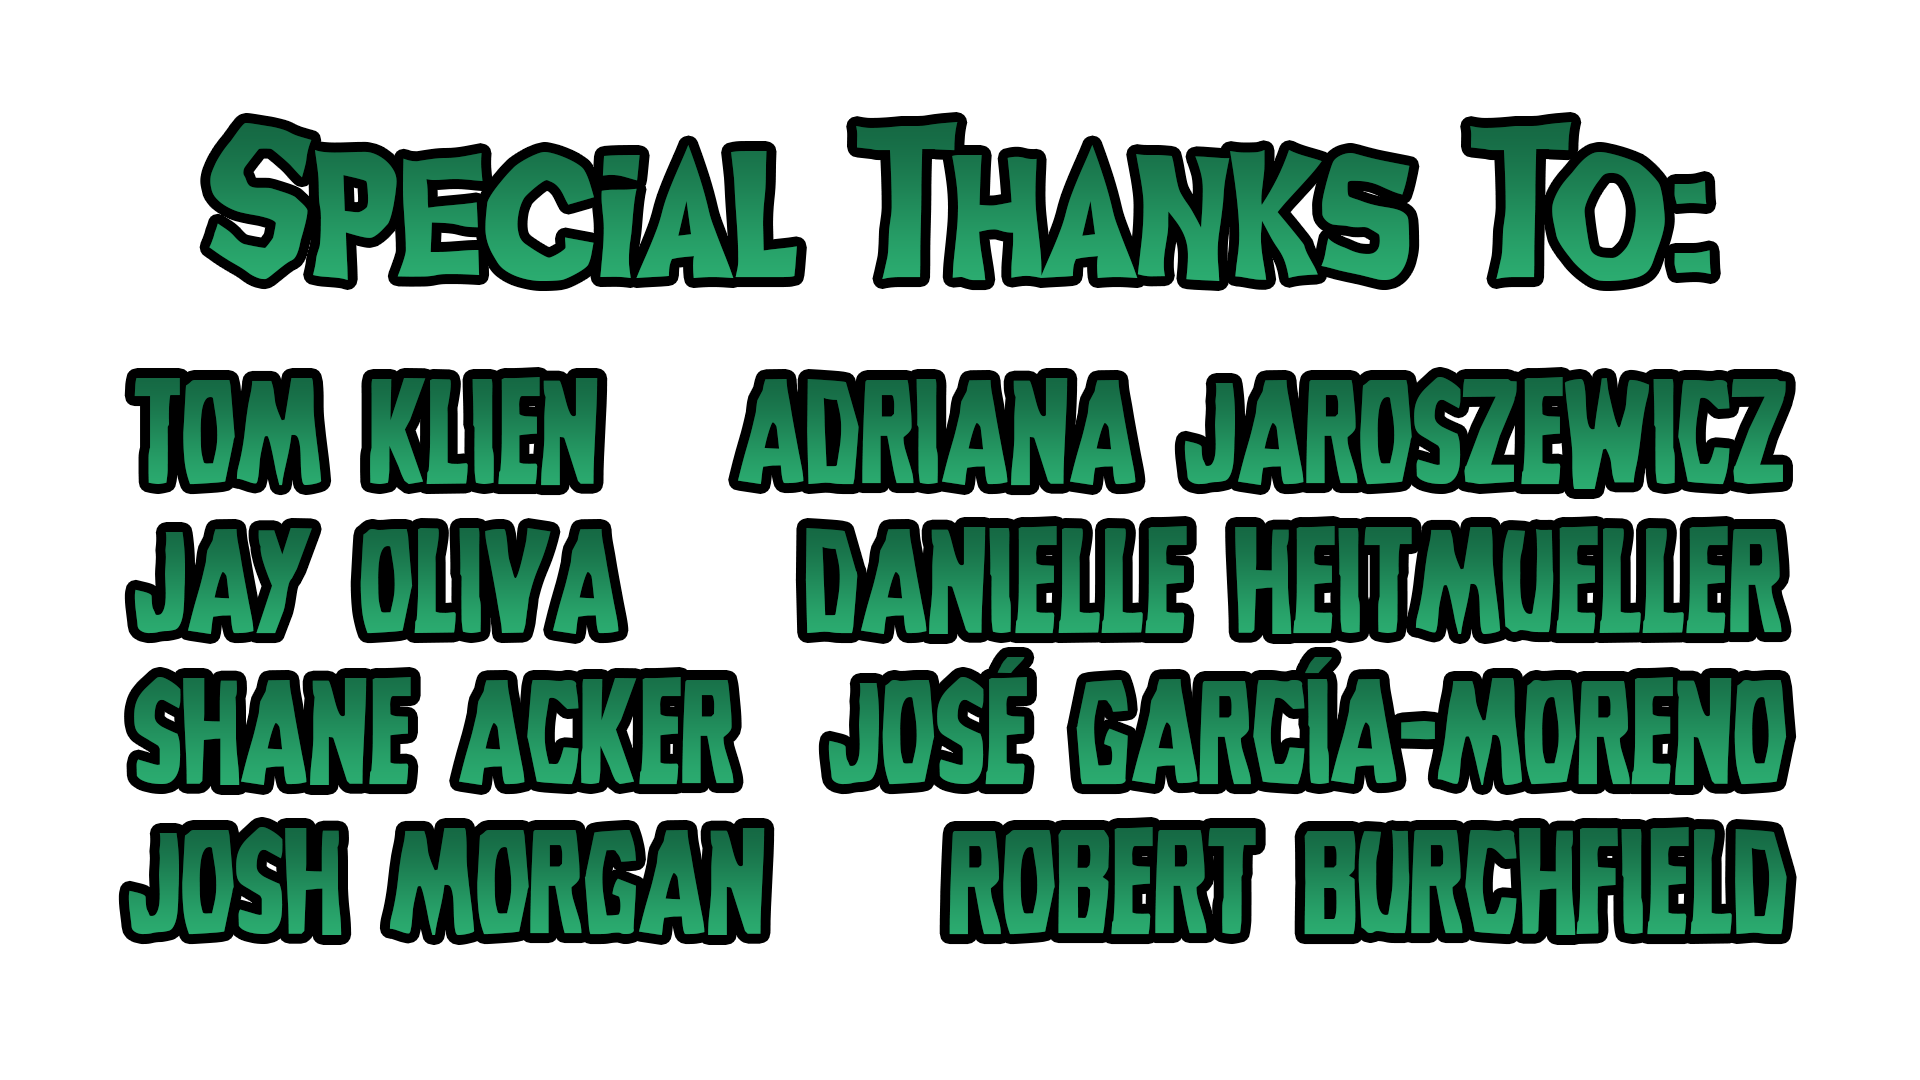 Special Thanks To:
TOM KLIEN ADRIANA JAROSZEWICZ
JAY OLIVA DANIELLE HEITMUELLER
SHANE ACKER JOSÉ GARCÍA-MORENO
JOSH MORGAN ROBERT BURCHFIELD